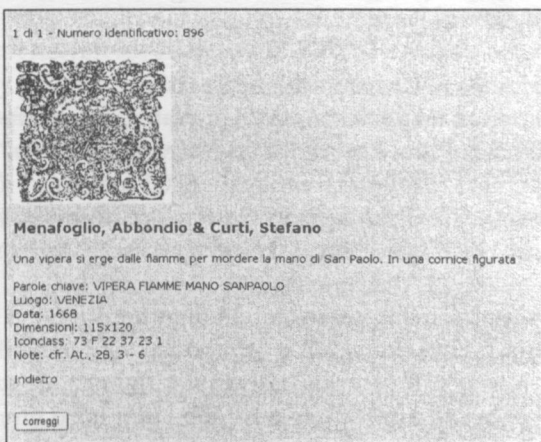 1 di 1 - Numero identificativo: 896
Menafoglio, Abbondio & Curti, Stefano
Una vipera si erge dalle fiamme per mordere la mano di San Paolo. In una cornice figurata
Parole chiave: VIPERA FIAMME MANO SANPAOLO
Luogo: VENEZIA
Data: 1668
Dimensioni: 115x120
Iconclass: 73 F 22 37 23 1
Note: cfr. At., 28, 3 - 6
Indietro
correggi